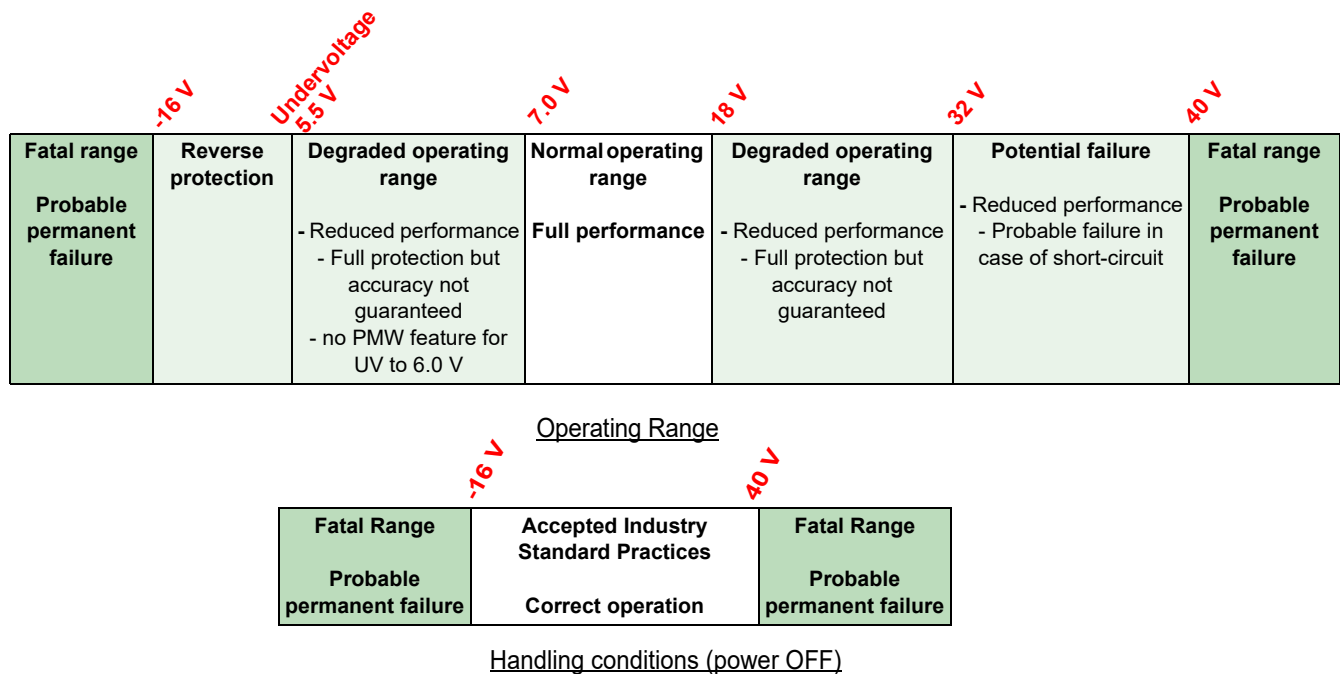 -16 V
Undervoltage
5.5 V
7.0 V
18 V
32 V
40 V
Fatal range
Probable
permanent
failure
Reverse
protection
Degraded operating
range
- Reduced performance
- Full protection but
accuracy not
guaranteed
- no PMW feature for
UV to 6.0 V
Normal operating
range
Full performance
Degraded operating
range
- Reduced performance
- Full protection but
accuracy not
guaranteed
Potential failure
- Reduced performance
- Probable failure in
case of short-circuit
Fatal range
Probable
permanent
failure
Operating Range
-16 V
40 V
Fatal Range
Probable
permanent failure
Accepted Industry
Standard Practices
Correct operation
Fatal Range
Probable
permanent failure
Handling conditions (power OFF)